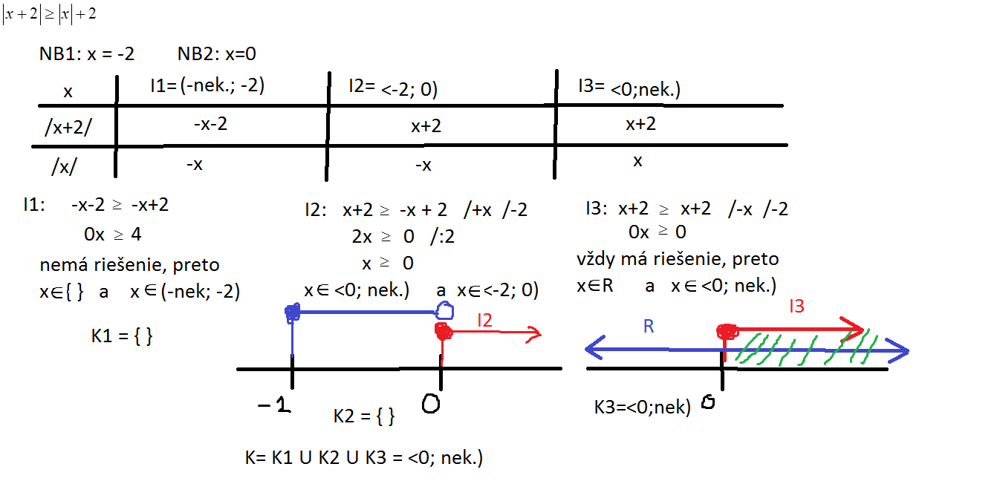 |x + 2| ≥ |x| + 2
NB1: x = -2 NB2: x=0
x I1= (-nek.; -2) I2= <-2; 0) I3= <0;nek.)
/x+2/ -x-2 x+2 x+2
/x/ -x -x x
I1: -x-2 ≥ -x+2
0x ≥ 4
nemá riešenie, preto
x∈{ } a x∈(-nek; -2)
K1 = { }
I2: x+2 ≥ -x + 2 /+x /-2
2x ≥ 0 /:2
x ≥ 0
x∈ <0; nek.) a x∈<-2; 0)
I2
-1 0
K2 = { }
I3: x+2 ≥ x+2 /-x /-2
0x ≥ 0
vždy má riešenie, preto
x∈R a x∈<0; nek.)
I3
R
K3=<0;nek) 0
K= K1 U K2 U K3 = <0; nek.)